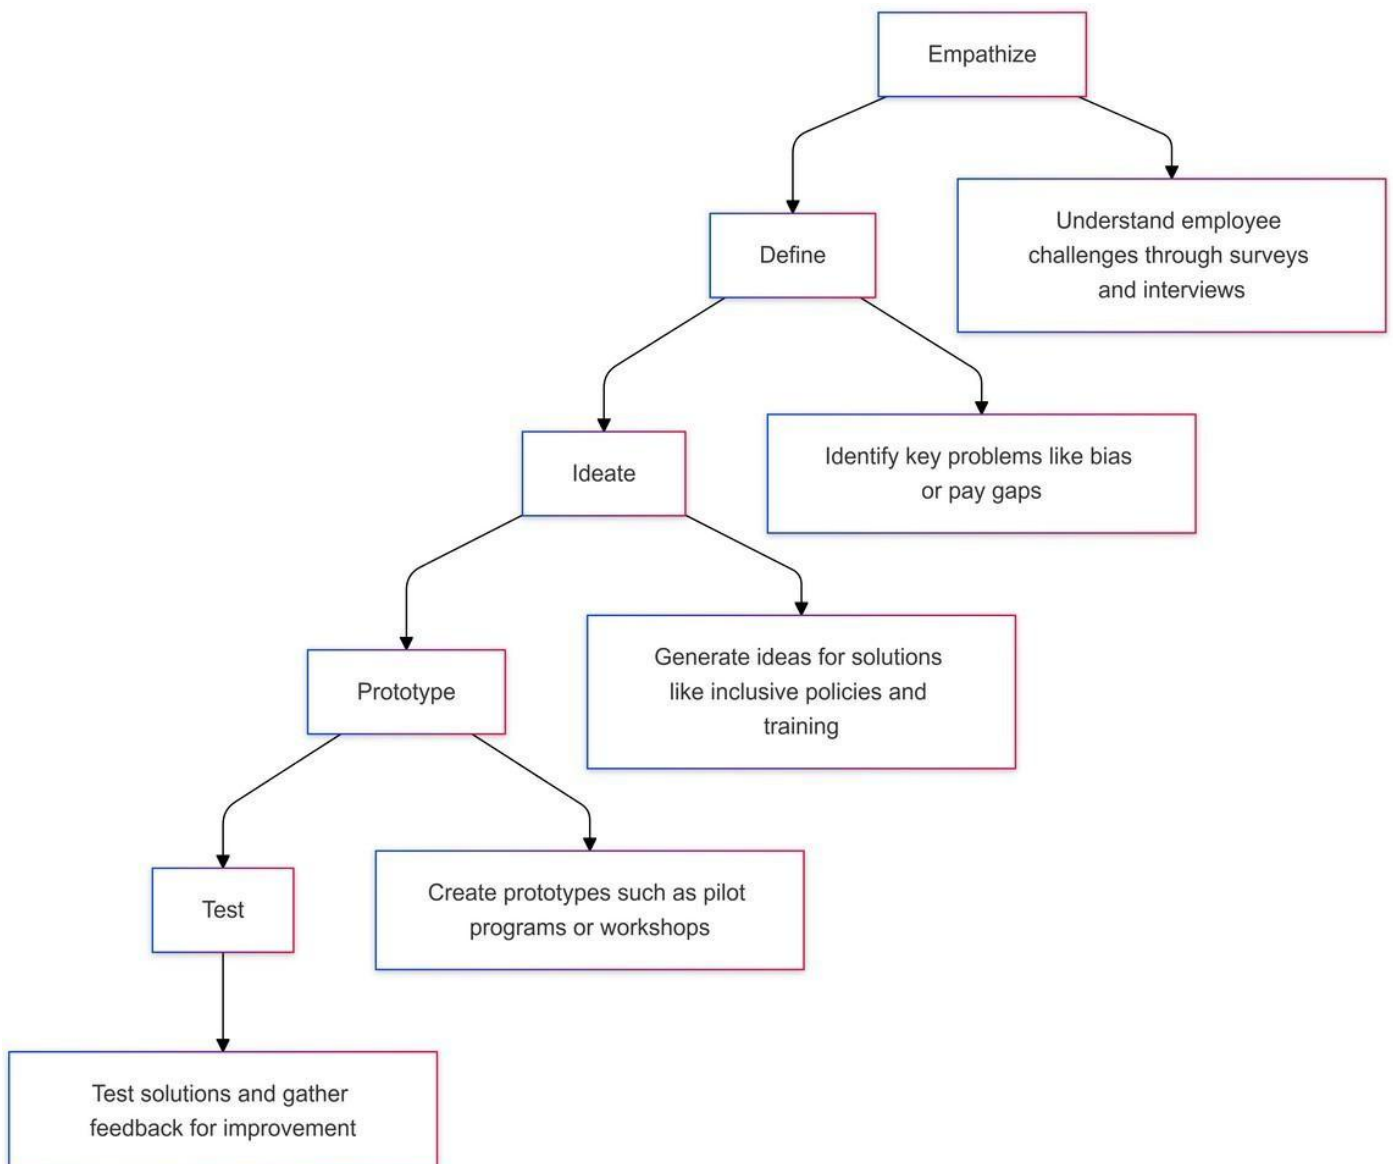 Empathize
Understand employee
challenges through surveys
and interviews
Define
Identify key problems like bias
or pay gaps
Ideate
Generate ideas for solutions
like inclusive policies and
training
Prototype
Create prototypes such as pilot
programs or workshops
Test
Test solutions and gather
feedback for improvement